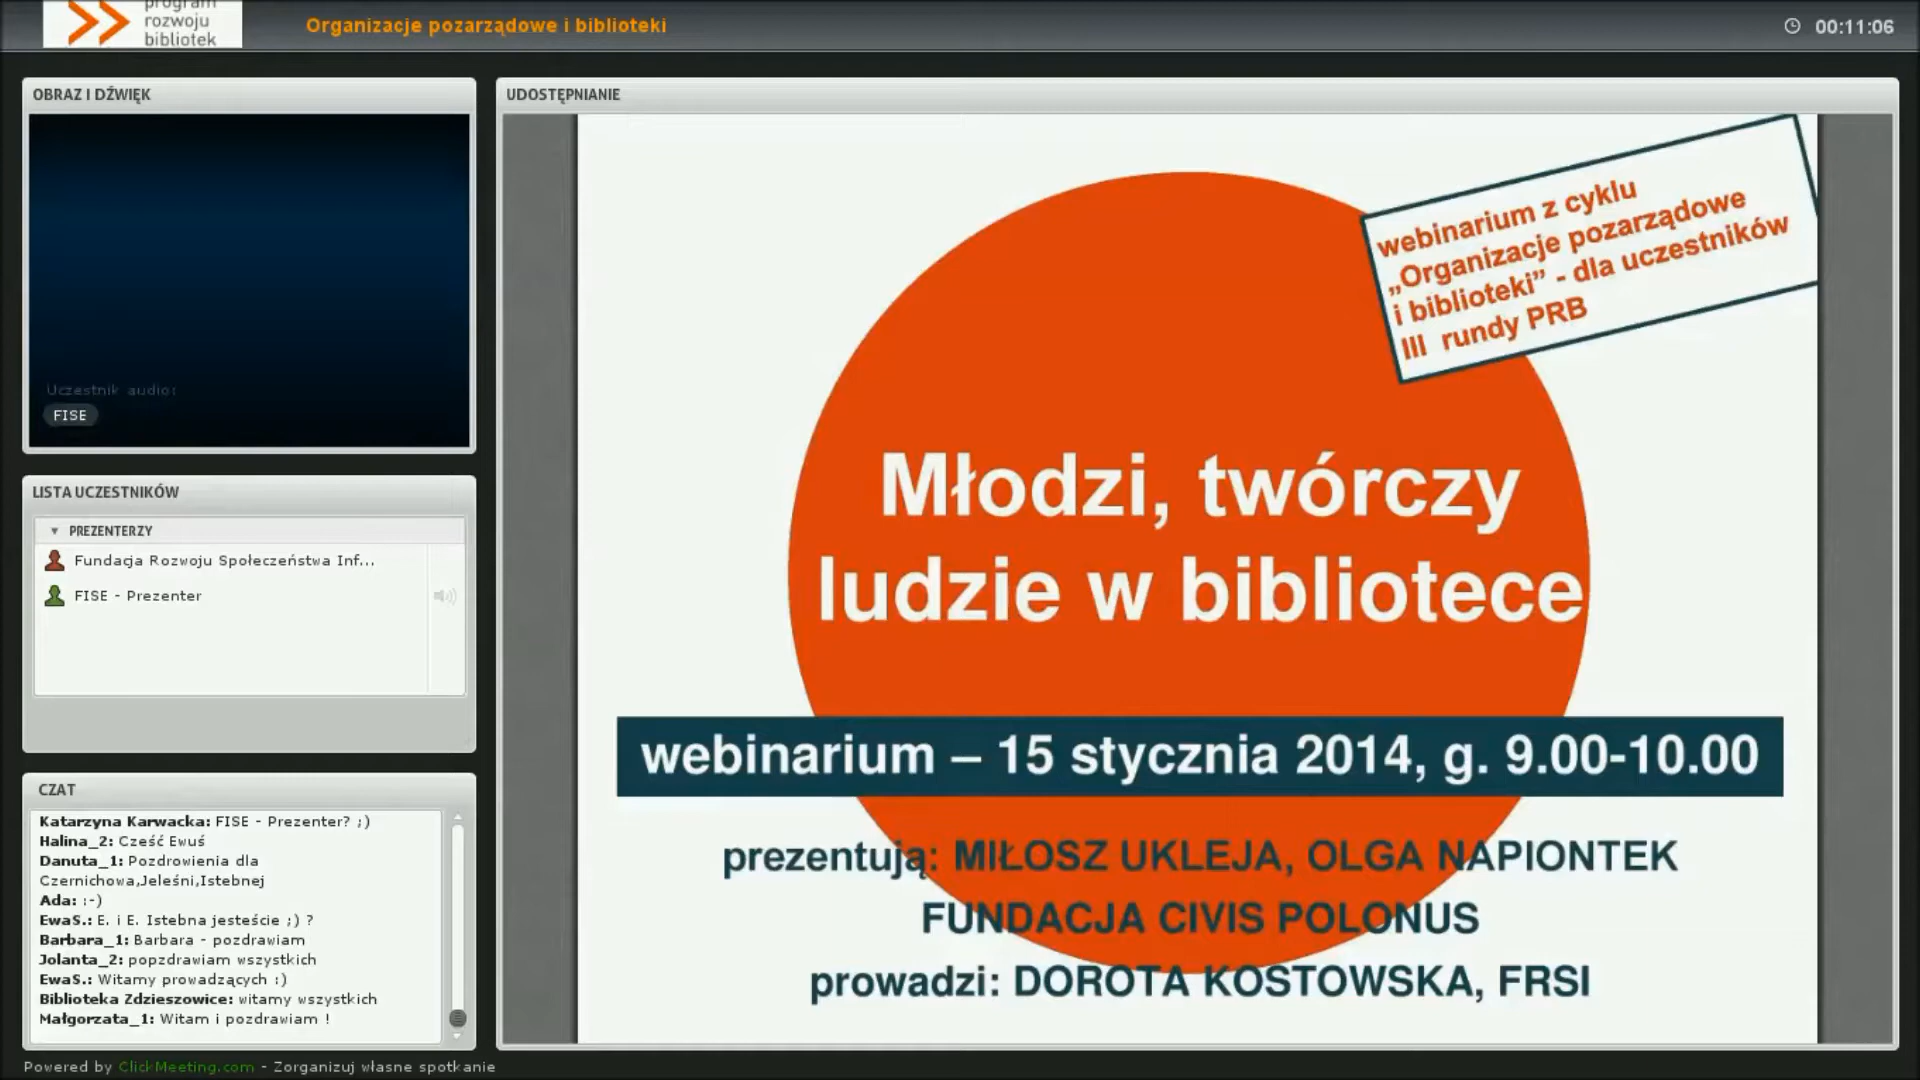 program
rozwoju
bibliotek
Organizacje pozarządowe i biblioteki
00:11:06
OBRAZ I DŹWIĘK
Uczestnik audio:
FISE
LISTA UCZESTNIKÓW
PREZENTERZY
Fundacja Rozwoju Społeczeństwa Inf...
FISE - Prezenter
CZAT
Katarzyna Karwacka: FISE - Prezenter? ;)
Halina_2: Cześć Ewuś
Danuta_1: Pozdrowienia dla
Czernichowa,Jeleśni,Istebnej
Ada: :-)
EwaS.: E. i E. Istebna jesteście ;) ?
Barbara_1: Barbara - pozdrawiam
Jolanta_2: popzdrawiam wszystkich
EwaS.: Witamy prowadzących :)
Biblioteka Zdzieszowice: witamy wszystkich
Małgorzata_1: Witam i pozdrawiam !
UDOSTĘPNIANIE
webinarium z cyklu
„Organizacje pozarządowe
i biblioteki” - dla uczestników
III rundy PRB
Młodzi, twórczy
ludzie w bibliotece
webinarium – 15 stycznia 2014, g. 9.00-10.00
prezentują: MIŁOSZ UKLEJA, OLGA NAPIONTEK
FUNDACJA CIVIS POLONUS
prowadzi: DOROTA KOSTOWSKA, FRSI
Powered by ClickMeeting.com - Zorganizuj własne spotkanie